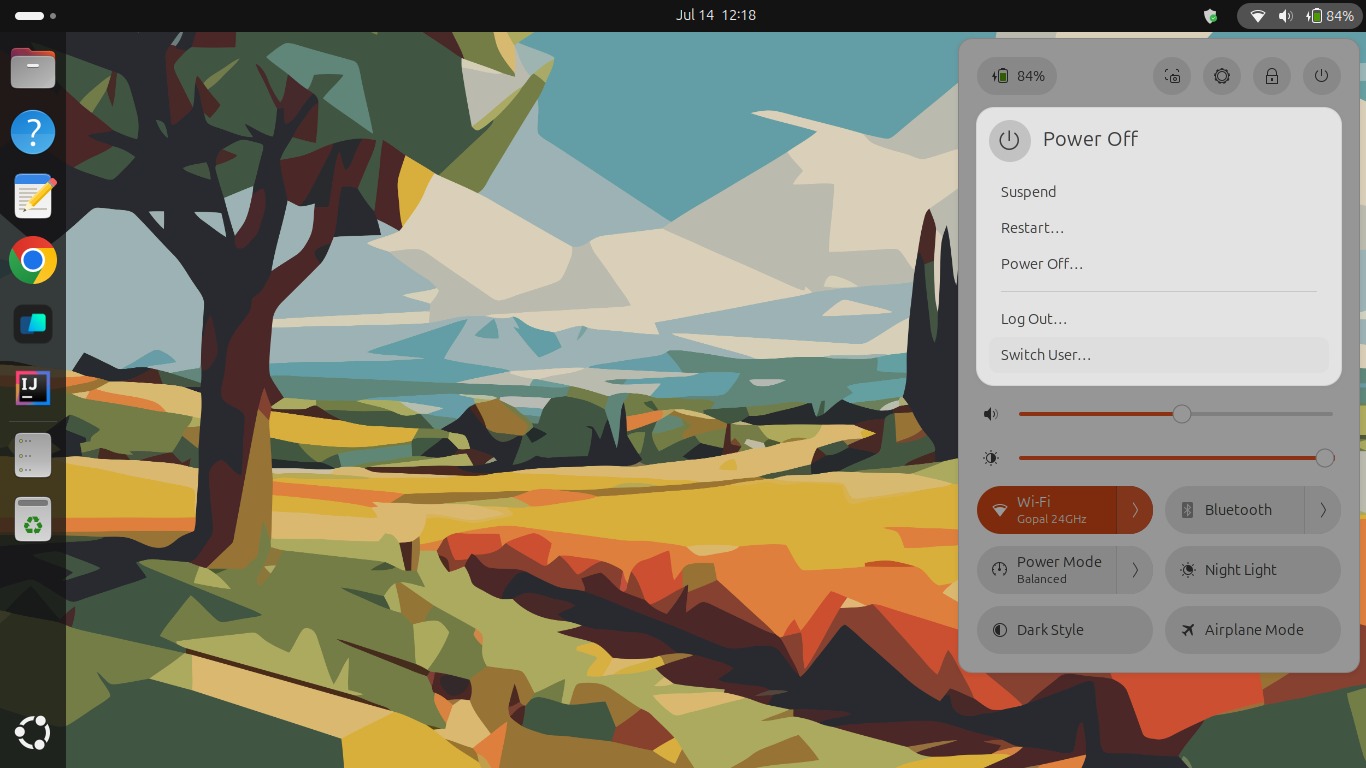 Jul 14 12:18
84%
84%
Power Off
Suspend
Restart…
Power Off…
Log Out…
Switch User…
Wi-Fi
Gopal 24GHz
Bluetooth
Power Mode
Balanced
Night Light
Dark Style
Airplane Mode
?
IJ